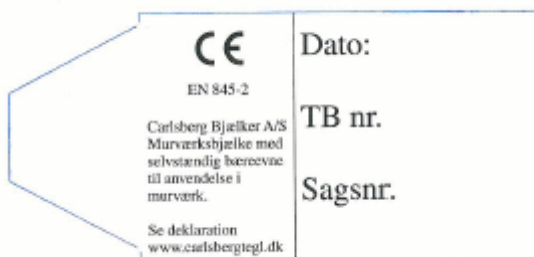 CE
EN 845-2
Carlsberg Bjælker A/S
Murværksbjælke med
selvstændig bæreevne
til anvendelse i
murværk.
Se deklaration
www.carlsbergtegl.dk
Dato:
TB nr.
Sagsnr.